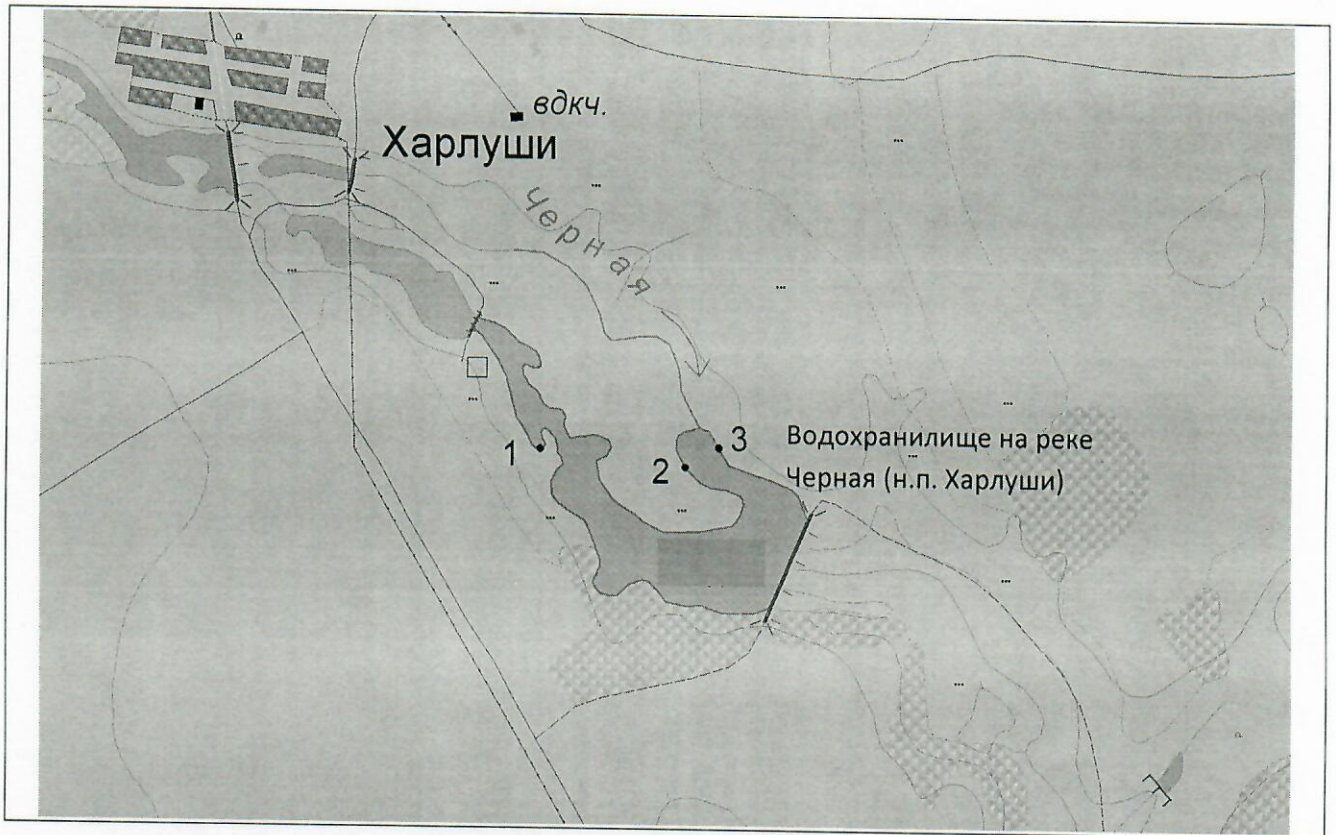 вдкч.
Харлуши
Черная
1
2
3
Водохранилище на реке
Черная (н.п. Харлуши)